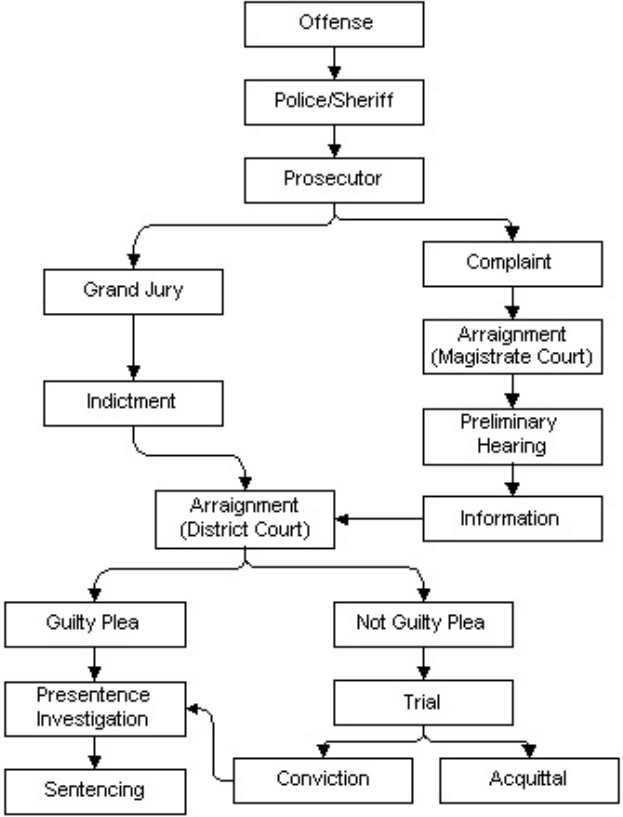 Offense
Police/Sheriff
Prosecutor
Complaint
Grand Jury
Arraignment
(Magistrate Court)
Indictment
Preliminary
Hearing
Arraignment
(District Court)
Information
Guilty Plea
Not Guilty Plea
Presentence
Investigation
Trial
Conviction
Acquittal
Sentencing